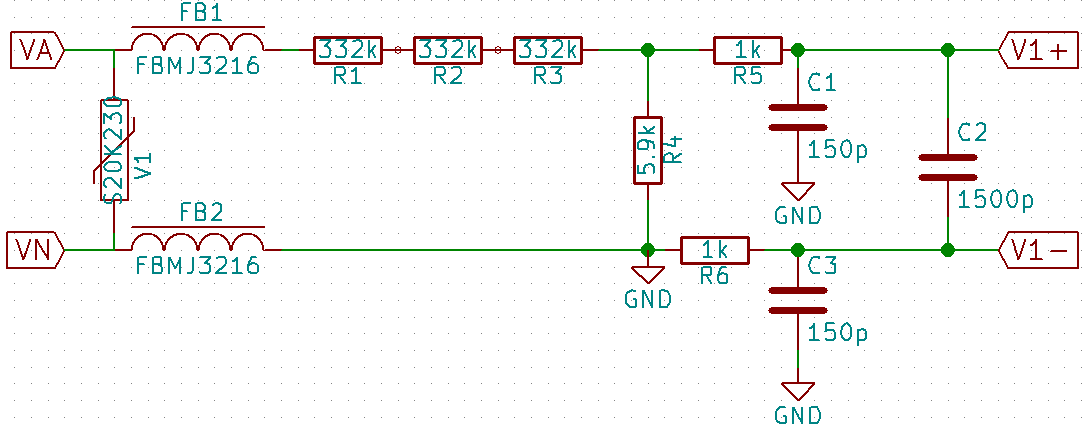 FB1
VA
FBMJ3216
332k
R1
332k
R2
332k
R3
1k
R5
V1+
C1
150p
GND
S20K230
V1
5.9k
R4
C2
1500p
FB2
VN
FBMJ3216
GND
1k
R6
V1-
C3
150p
GND